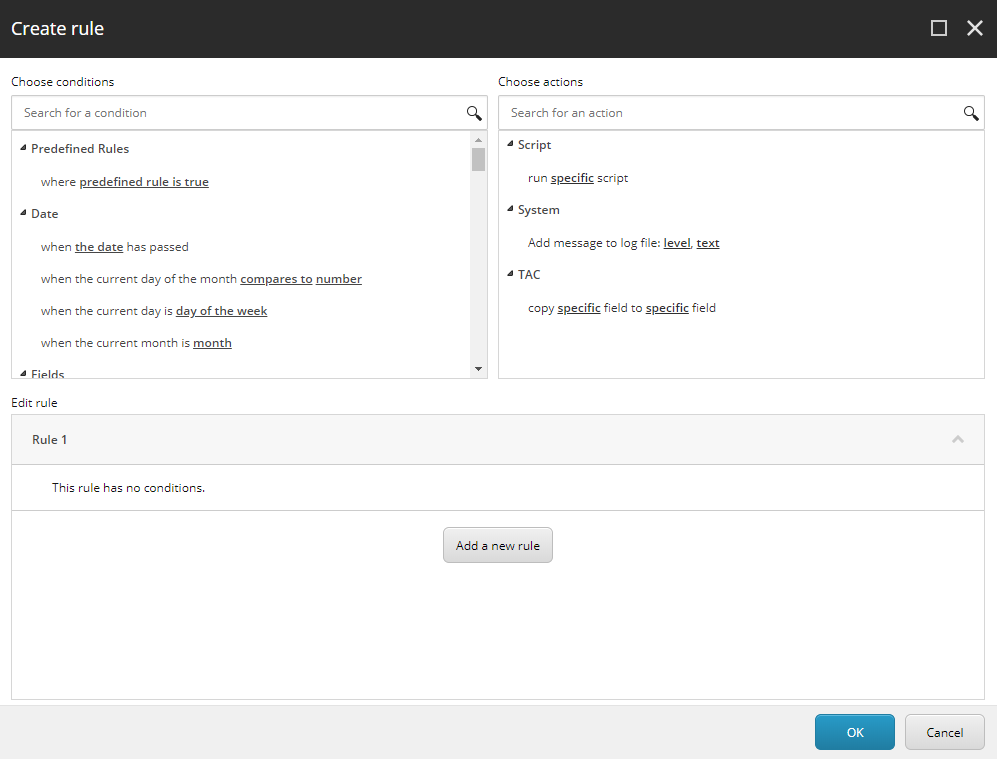 Create rule
Choose conditions
Search for a condition
Predefined Rules
where predefined rule is true
Date
when the date has passed
when the current day of the month compares to number
when the current day is day of the week
when the current month is month
Fields
Choose actions
Search for an action
Script
run specific script
System
Add message to log file: level, text
TAC
copy specific field to specific field
Edit rule
Rule 1
This rule has no conditions.
Add a new rule
OK
Cancel